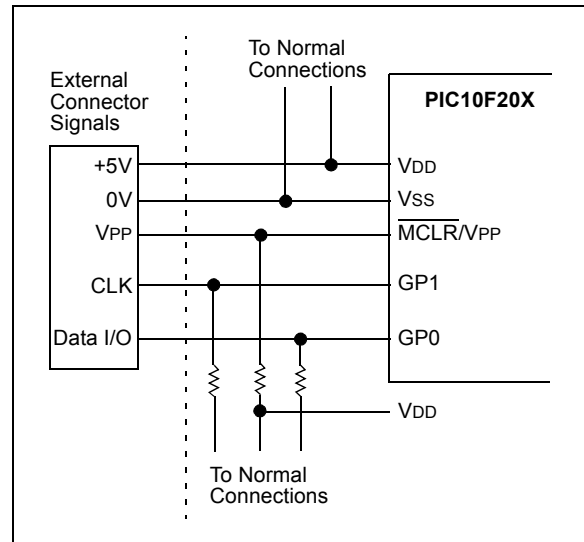 To Normal
Connections
External
Connector
Signals
PIC10F20X
+5V
0V
VPP
CLK
Data I/O
VDD
VSS
MCLR/VPP
GP1
GP0
VDD
To Normal
Connections